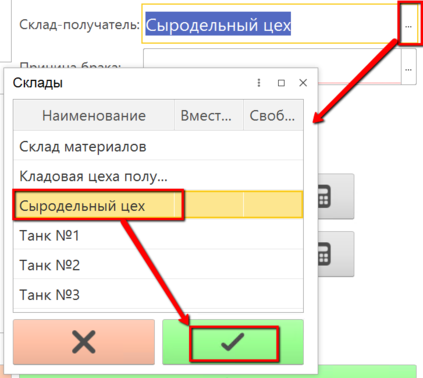 Склад-получатель: Сыродельный цех ...
Причина брака: ...
Склады
Наименование Вмест... Своб...
Склад материалов
Кладовая цеха полу...
Сыродельный цех
Танк №1
Танк №2
Танк №3